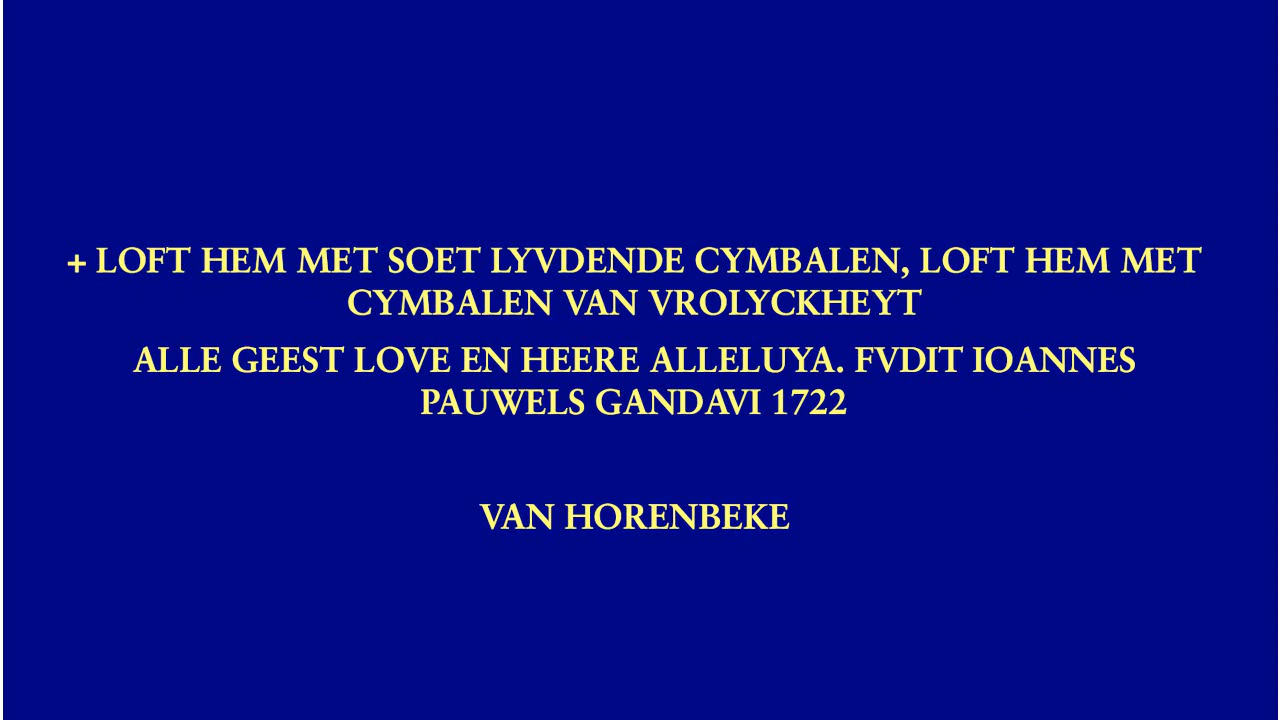 + LOFT HEM MET SOET LYVDENDE CYMBALEN, LOFT HEM MET
CYMBALEN VAN VROLYCKHEYT
ALLE GEEST LOVE EN HEERE ALLELUYA. FVDIT IOANNES
PAUWELS GANDAVI 1722
VAN HORENBEKE